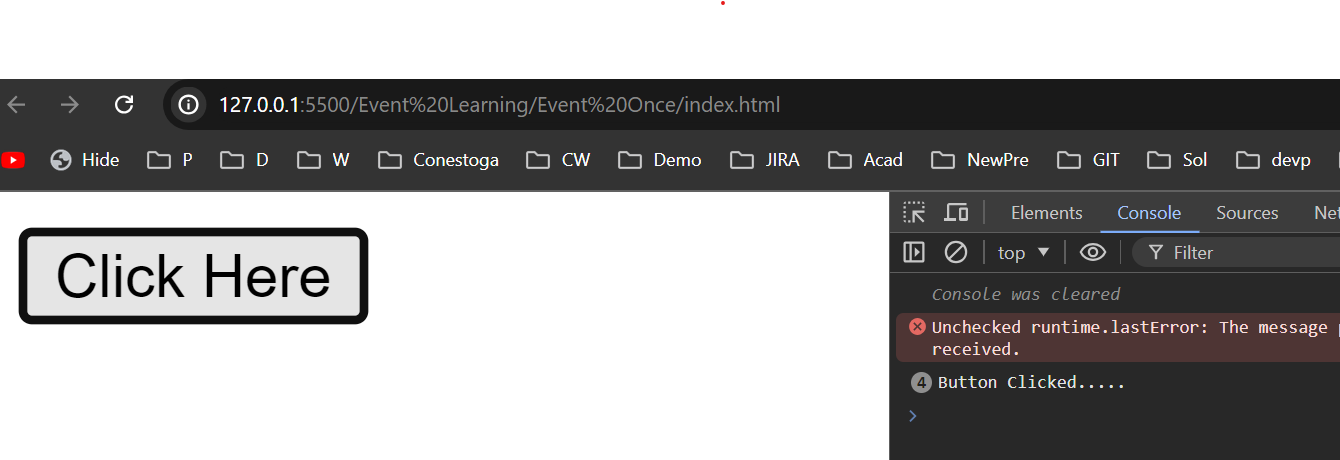 127.0.0.1:5500/Event%20Learning/Event%20Once/index.html
Hide P D W Conestoga CW Demo JIRA Acad NewPre GIT Sol devp
Click Here
Elements Console Sources Net
top Filter
Console was cleared
Unchecked runtime.lastError: The message
received.
4 Button Clicked.....